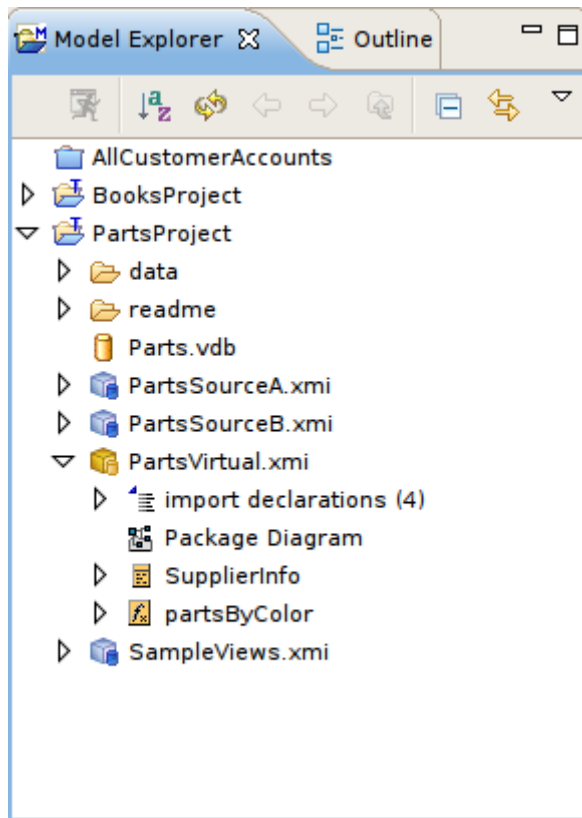 Model Explorer Outline
AllCustomerAccounts
BooksProject
PartsProject
data
readme
Parts.vdb
PartsSourceA.xmi
PartsSourceB.xmi
PartsVirtual.xmi
import declarations (4)
Package Diagram
SupplierInfo
partsByColor
SampleViews.xmi